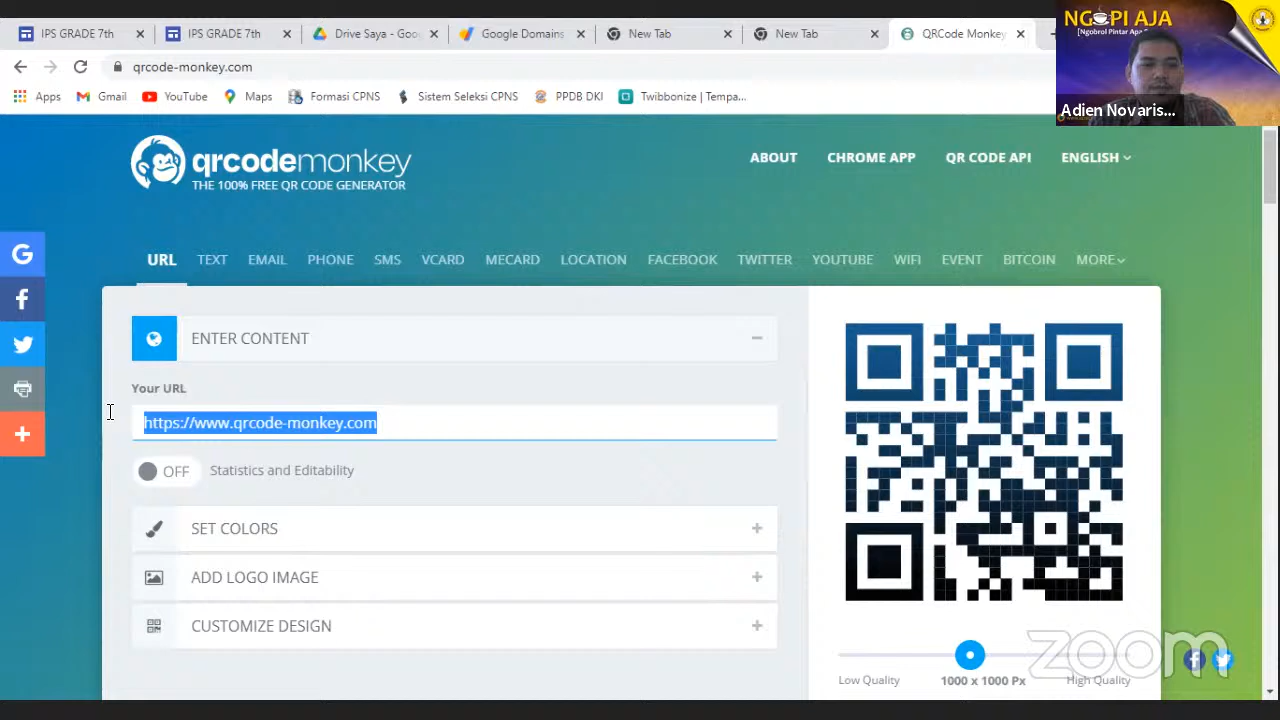 IPS GRADE 7th
IPS GRADE 7th
Drive Saya - Goo
Google Domains
New Tab
New Tab
QRCode Monkey
NGOPI AJA
qrcode-monkey.com
Adien Novaris...
Apps
Gmail
YouTube
Maps
Formasi CPNS
Sistem Seleksi CPNS
PPDB DKI
Twibbonize | Tempa...
qrcodemonkey
THE 100% FREE QR CODE GENERATOR
ABOUT
CHROME APP
QR CODE API
ENGLISH
URL
TEXT
EMAIL
PHONE
SMS
VCARD
MECARD
LOCATION
FACEBOOK
TWITTER
YOUTUBE
WIFI
EVENT
BITCOIN
MORE
ENTER CONTENT
Your URL
https://www.qrcode-monkey.com
OFF
Statistics and Editability
SET COLORS
ADD LOGO IMAGE
CUSTOMIZE DESIGN
Low Quality
1000 x 1000 Px
High Quality
zoom